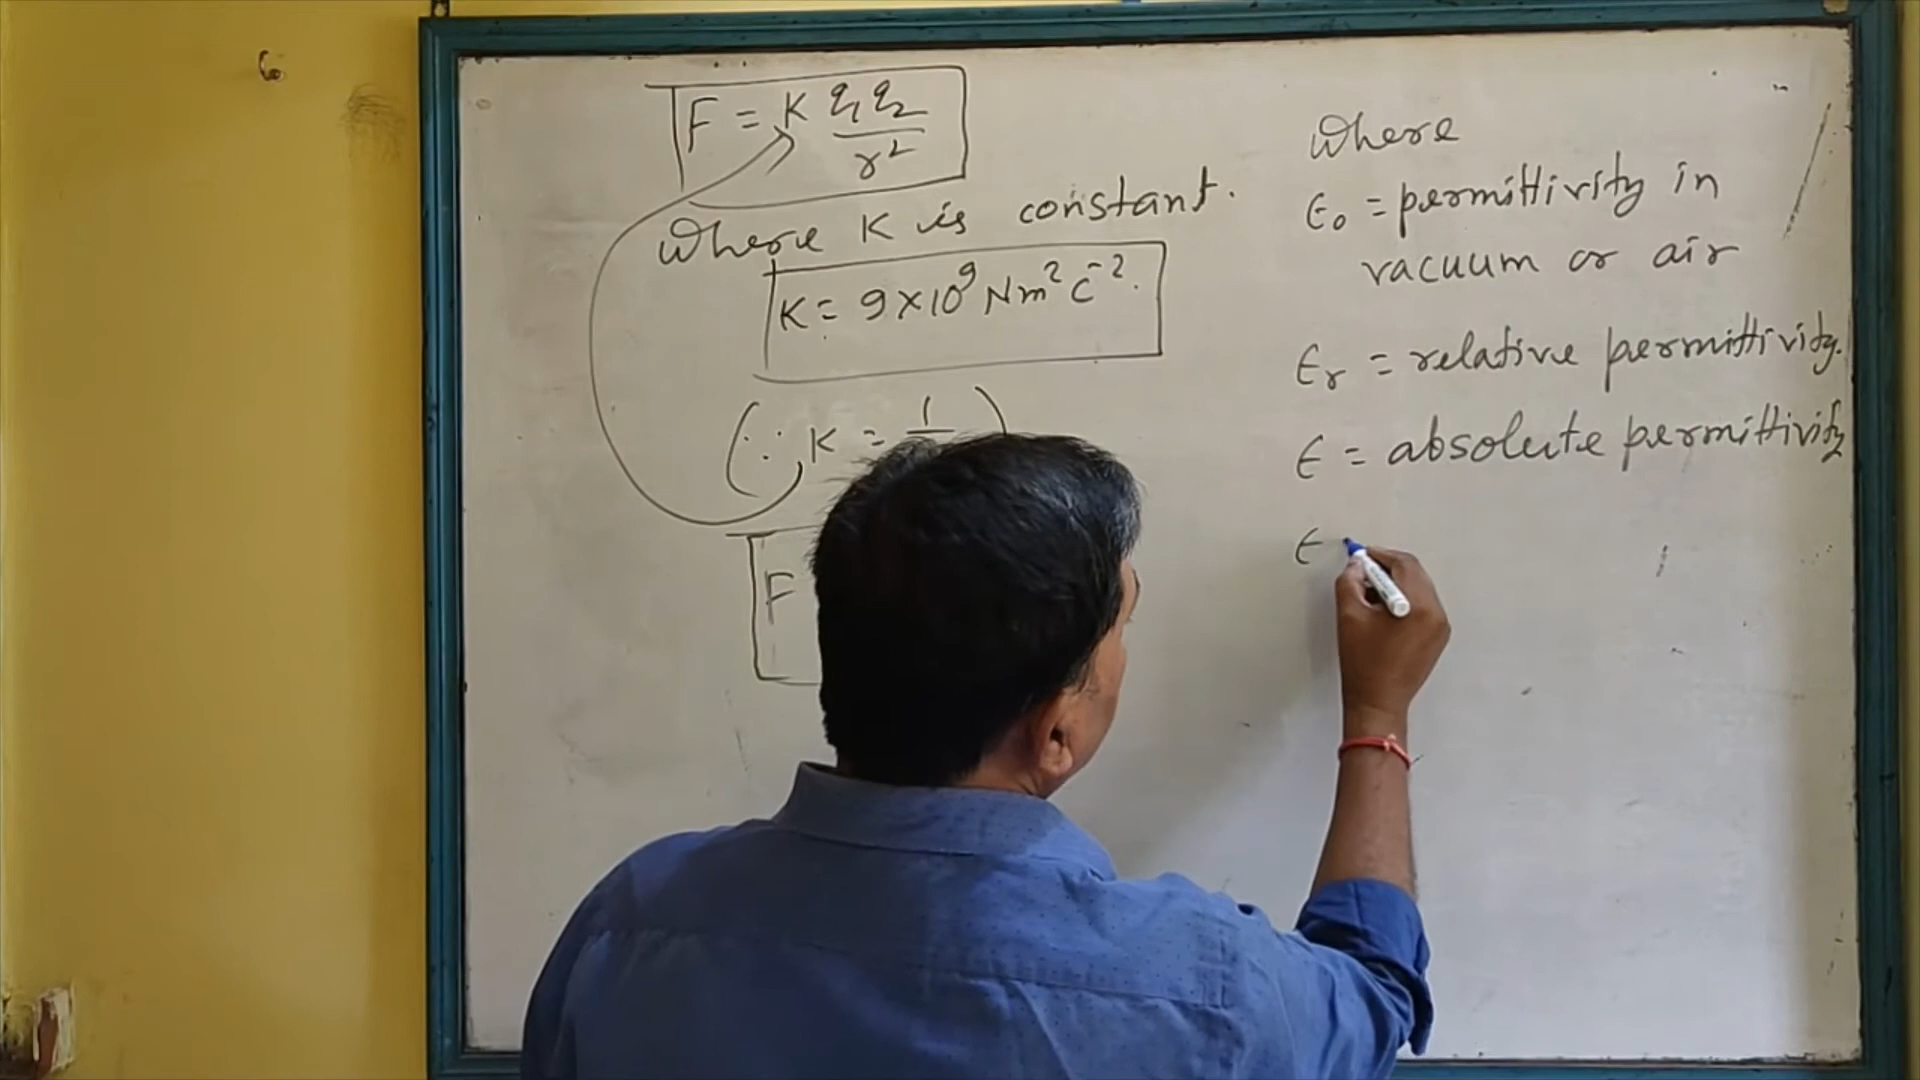 F = K q₁q₂/r²
where K is constant.
K = 9×10⁹ Nm²C⁻².
(∵ K = 1
F
where
ϵ₀ = permittivity in
vacuum or air
ϵr = relative permittivity.
ϵ = absolute permittivity
ϵ